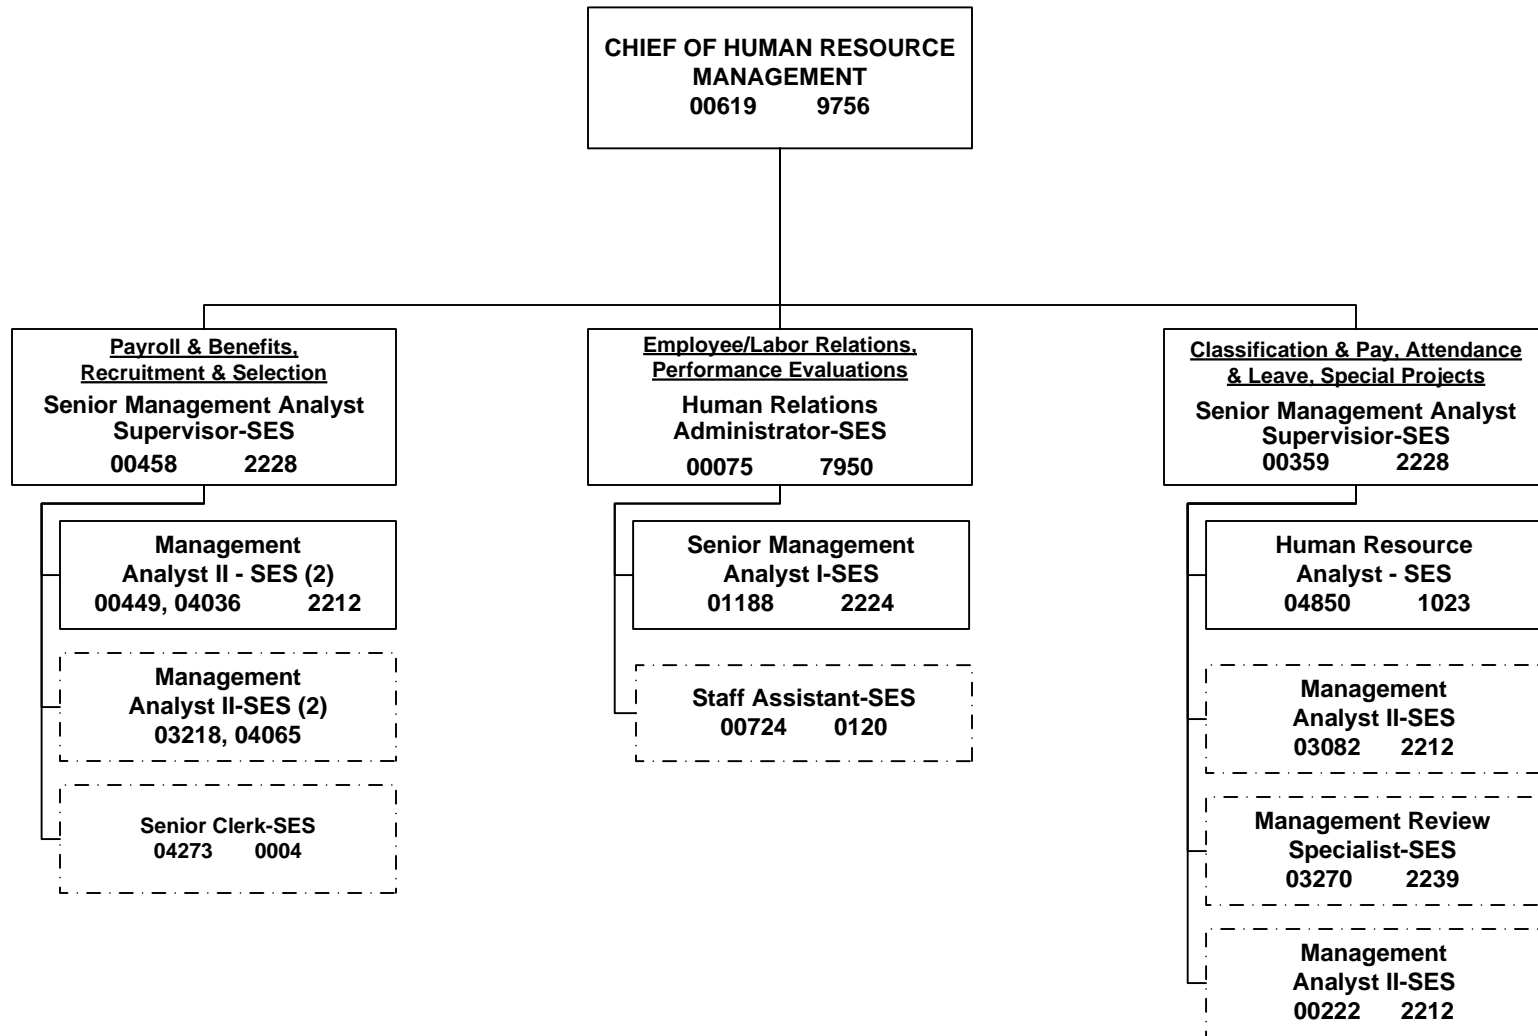 CHIEF OF HUMAN RESOURCE
MANAGEMENT
00619 9756
Payroll & Benefits,
Recruitment & Selection
Senior Management Analyst
Supervisor-SES
00458 2228
Management
Analyst II - SES (2)
00449, 04036 2212
Management
Analyst II-SES (2)
03218, 04065
Senior Clerk-SES
04273 0004
Employee/Labor Relations,
Performance Evaluations
Human Relations
Administrator-SES
00075 7950
Senior Management
Analyst I-SES
01188 2224
Staff Assistant-SES
00724 0120
Classification & Pay, Attendance
& Leave, Special Projects
Senior Management Analyst
Supervisior-SES
00359 2228
Human Resource
Analyst - SES
04850 1023
Management
Analyst II-SES
03082 2212
Management Review
Specialist-SES
03270 2239
Management
Analyst II-SES
00222 2212